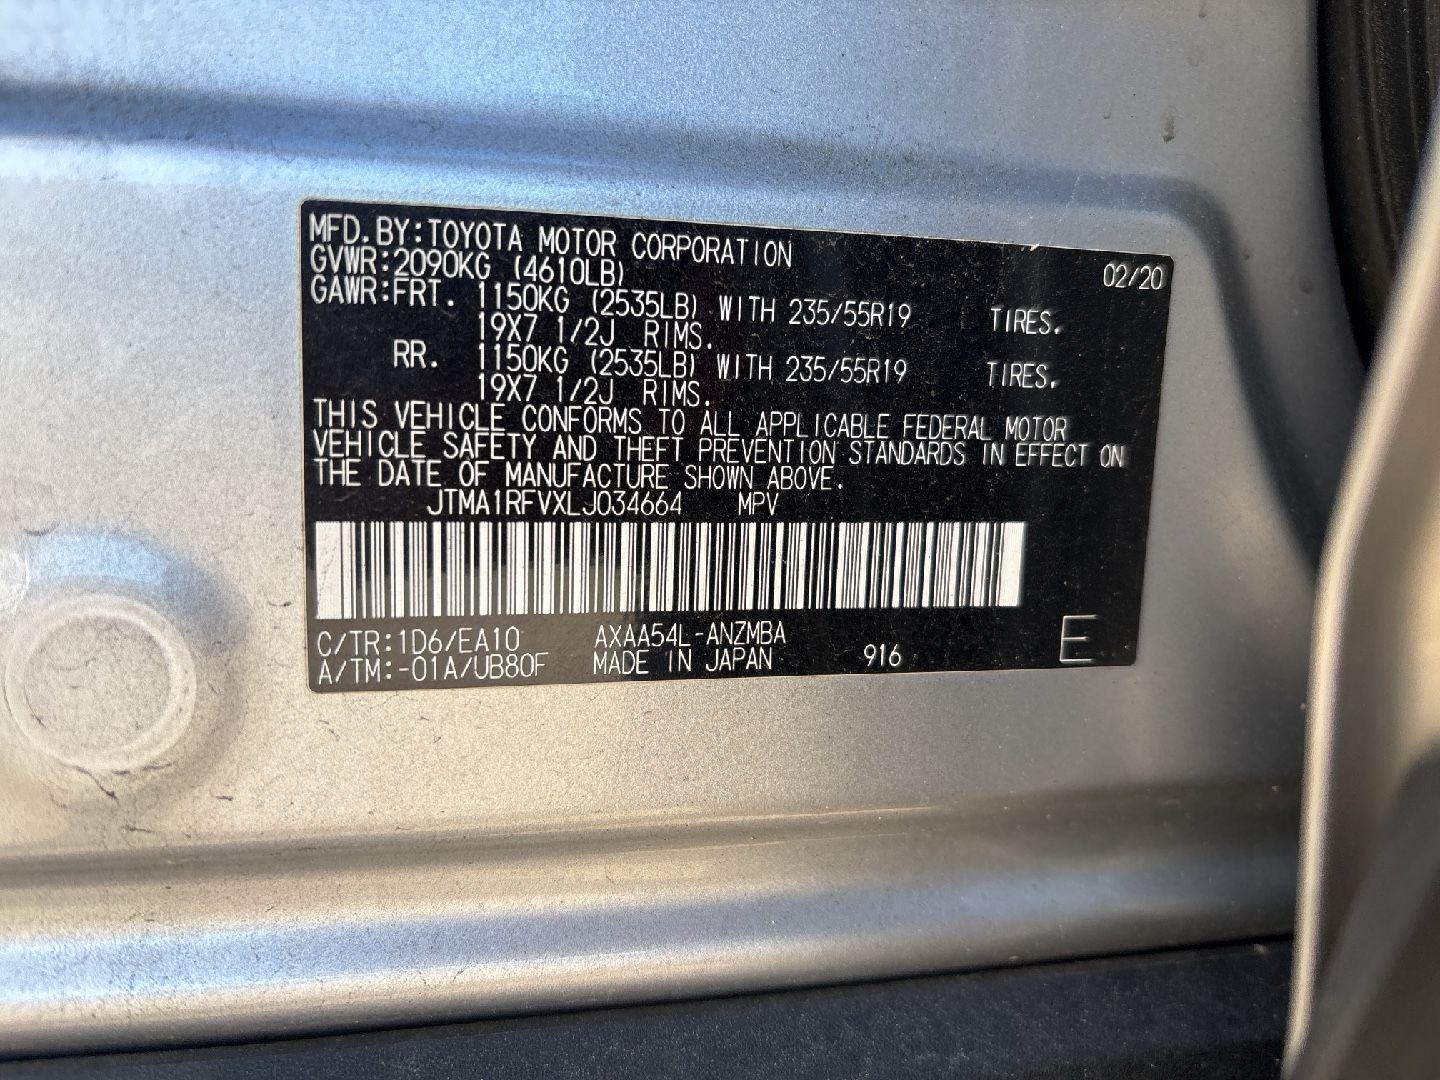 MFD.BY:TOYOTA MOTOR CORPORATION 02/20
GVWR:2090KG (4610LB)
GAWR:FRT. 1150KG (2535LB) WITH 235/55R19 TIRES.
19X7 1/2J RIMS.
RR. 1150KG (2535LB) WITH 235/55R19 TIRES.
19X7 1/2J RIMS.
THIS VEHICLE CONFORMS TO ALL APPLICABLE FEDERAL MOTOR
VEHICLE SAFETY AND THEFT PREVENTION STANDARDS IN EFFECT ON
THE DATE OF MANUFACTURE SHOWN ABOVE.
JTMA1RFVXLJ034664 MPV
C/TR:1D6/EA10 AXAA54L-ANZMBA
A/TM:-01A/UB80F MADE IN JAPAN 916 E